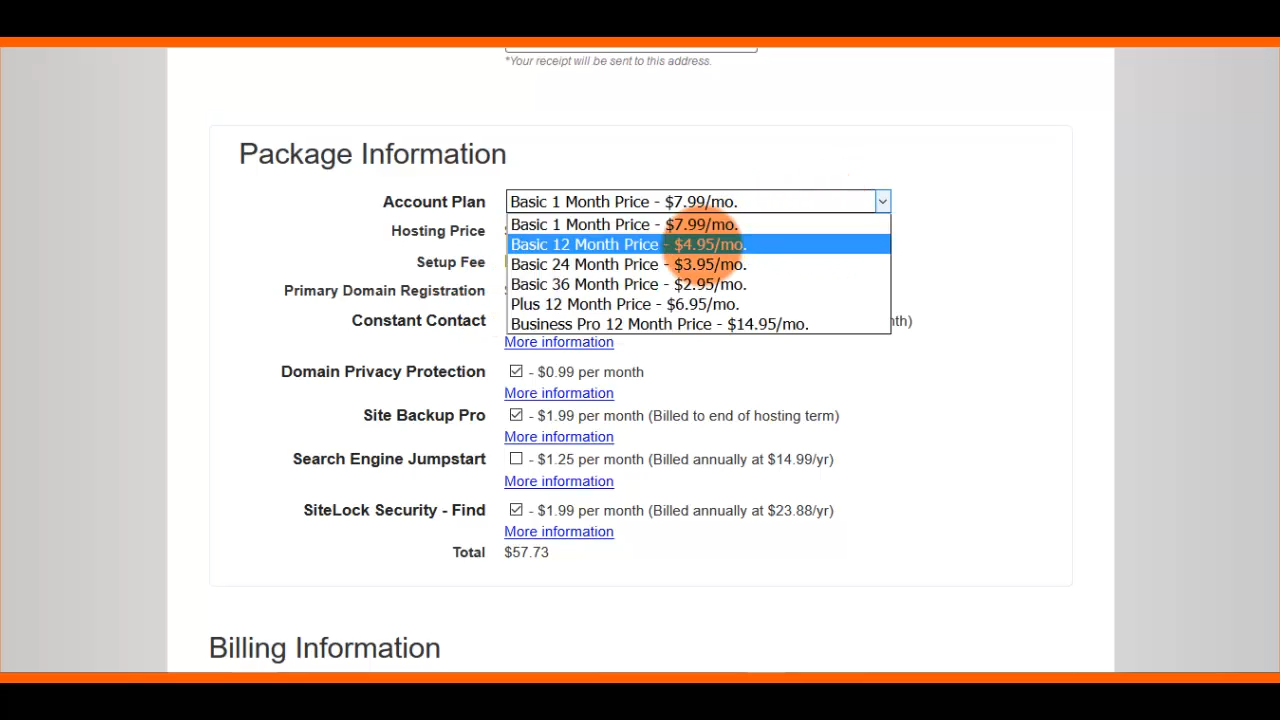 *Your receipt will be sent to this address.
Package Information
Account Plan Basic 1 Month Price - $7.99/mo.
Basic 1 Month Price - $7.99/mo.
Hosting Price
Basic 12 Month Price - $4.95/mo.
Setup Fee Basic 24 Month Price - $3.95/mo.
Primary Domain Registration Basic 36 Month Price - $2.95/mo.
Plus 12 Month Price - $6.95/mo.
Constant Contact Business Pro 12 Month Price - $14.95/mo.
More information
Domain Privacy Protection - $0.99 per month
More information
Site Backup Pro - $1.99 per month (Billed to end of hosting term)
More information
Search Engine Jumpstart - $1.25 per month (Billed annually at $14.99/yr)
More information
SiteLock Security - Find - $1.99 per month (Billed annually at $23.88/yr)
More information
Total $57.73
Billing Information